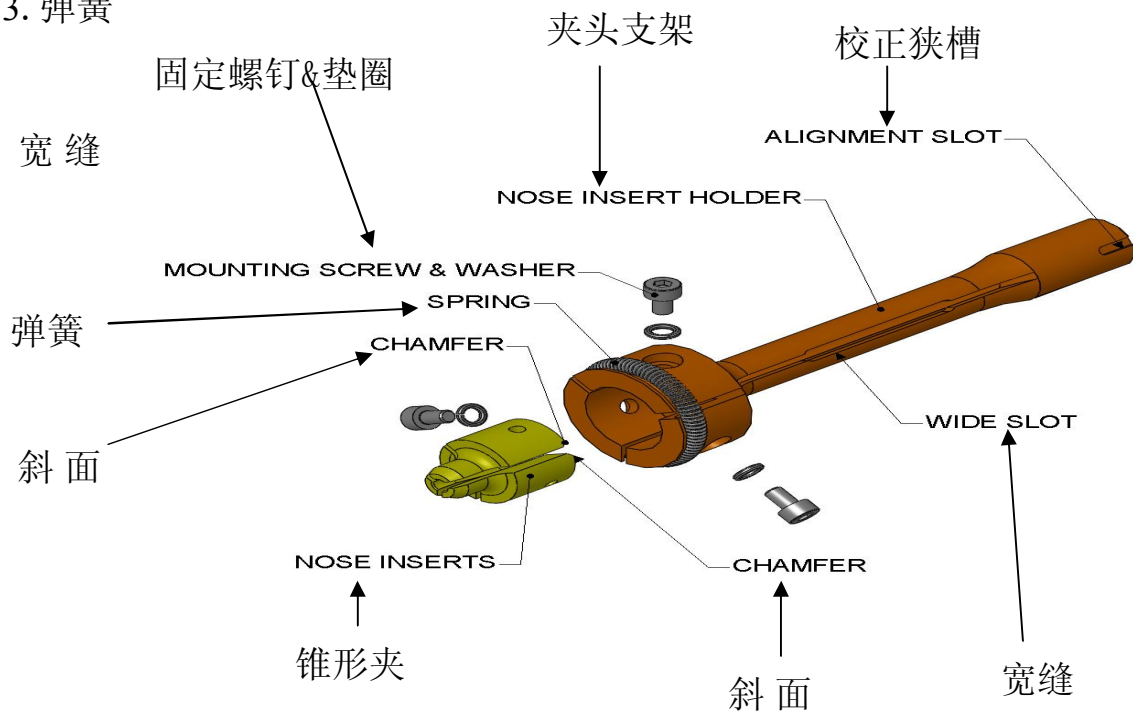 3. 弹簧
夹头支架
校正狭槽
固定螺钉&垫圈
宽 缝
ALIGNMENT SLOT
NOSE INSERT HOLDER
MOUNTING SCREW & WASHER
SPRING
弹簧
CHAMFER
WIDE SLOT
斜 面
NOSE INSERTS
CHAMFER
锥形夹
斜 面
宽缝